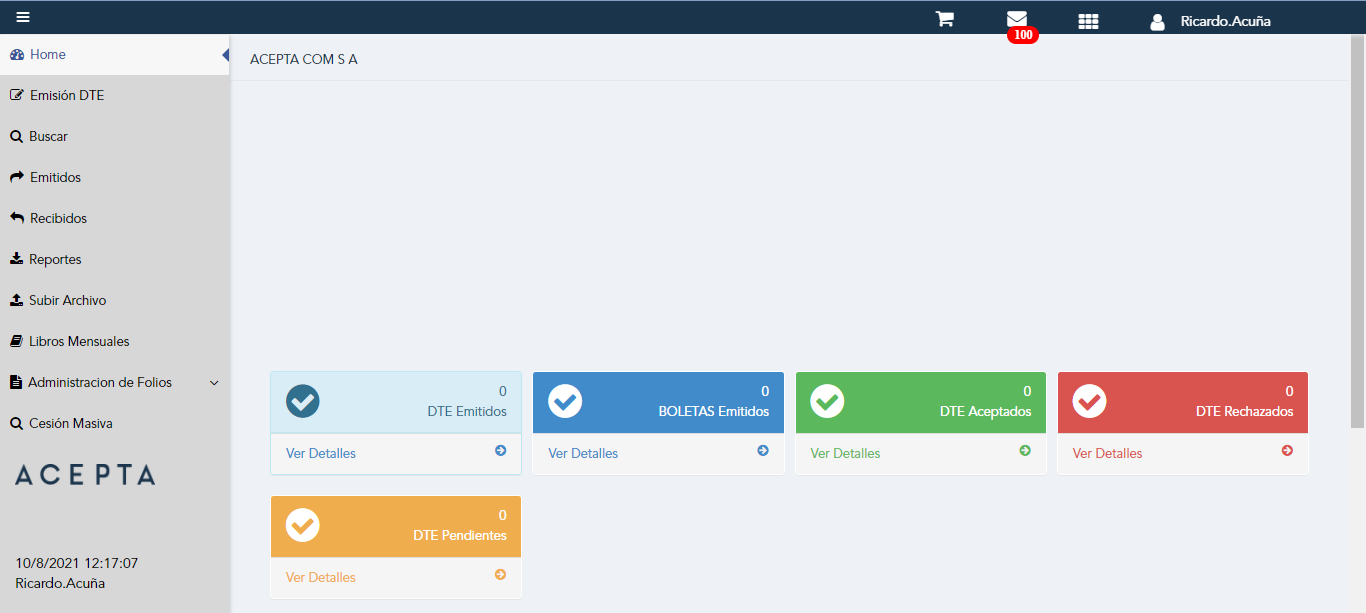 100
Ricardo.Acuña
Home
ACEPTA COM S A
Emisión DTE
Buscar
Emitidos
Recibidos
Reportes
Subir Archivo
Libros Mensuales
Administracion de Folios
Cesión Masiva
ACEPTA
10/8/2021 12:17:07
Ricardo.Acuña
0
DTE Emitidos
Ver Detalles
0
BOLETAS Emitidos
Ver Detalles
0
DTE Aceptados
Ver Detalles
0
DTE Rechazados
Ver Detalles
0
DTE Pendientes
Ver Detalles